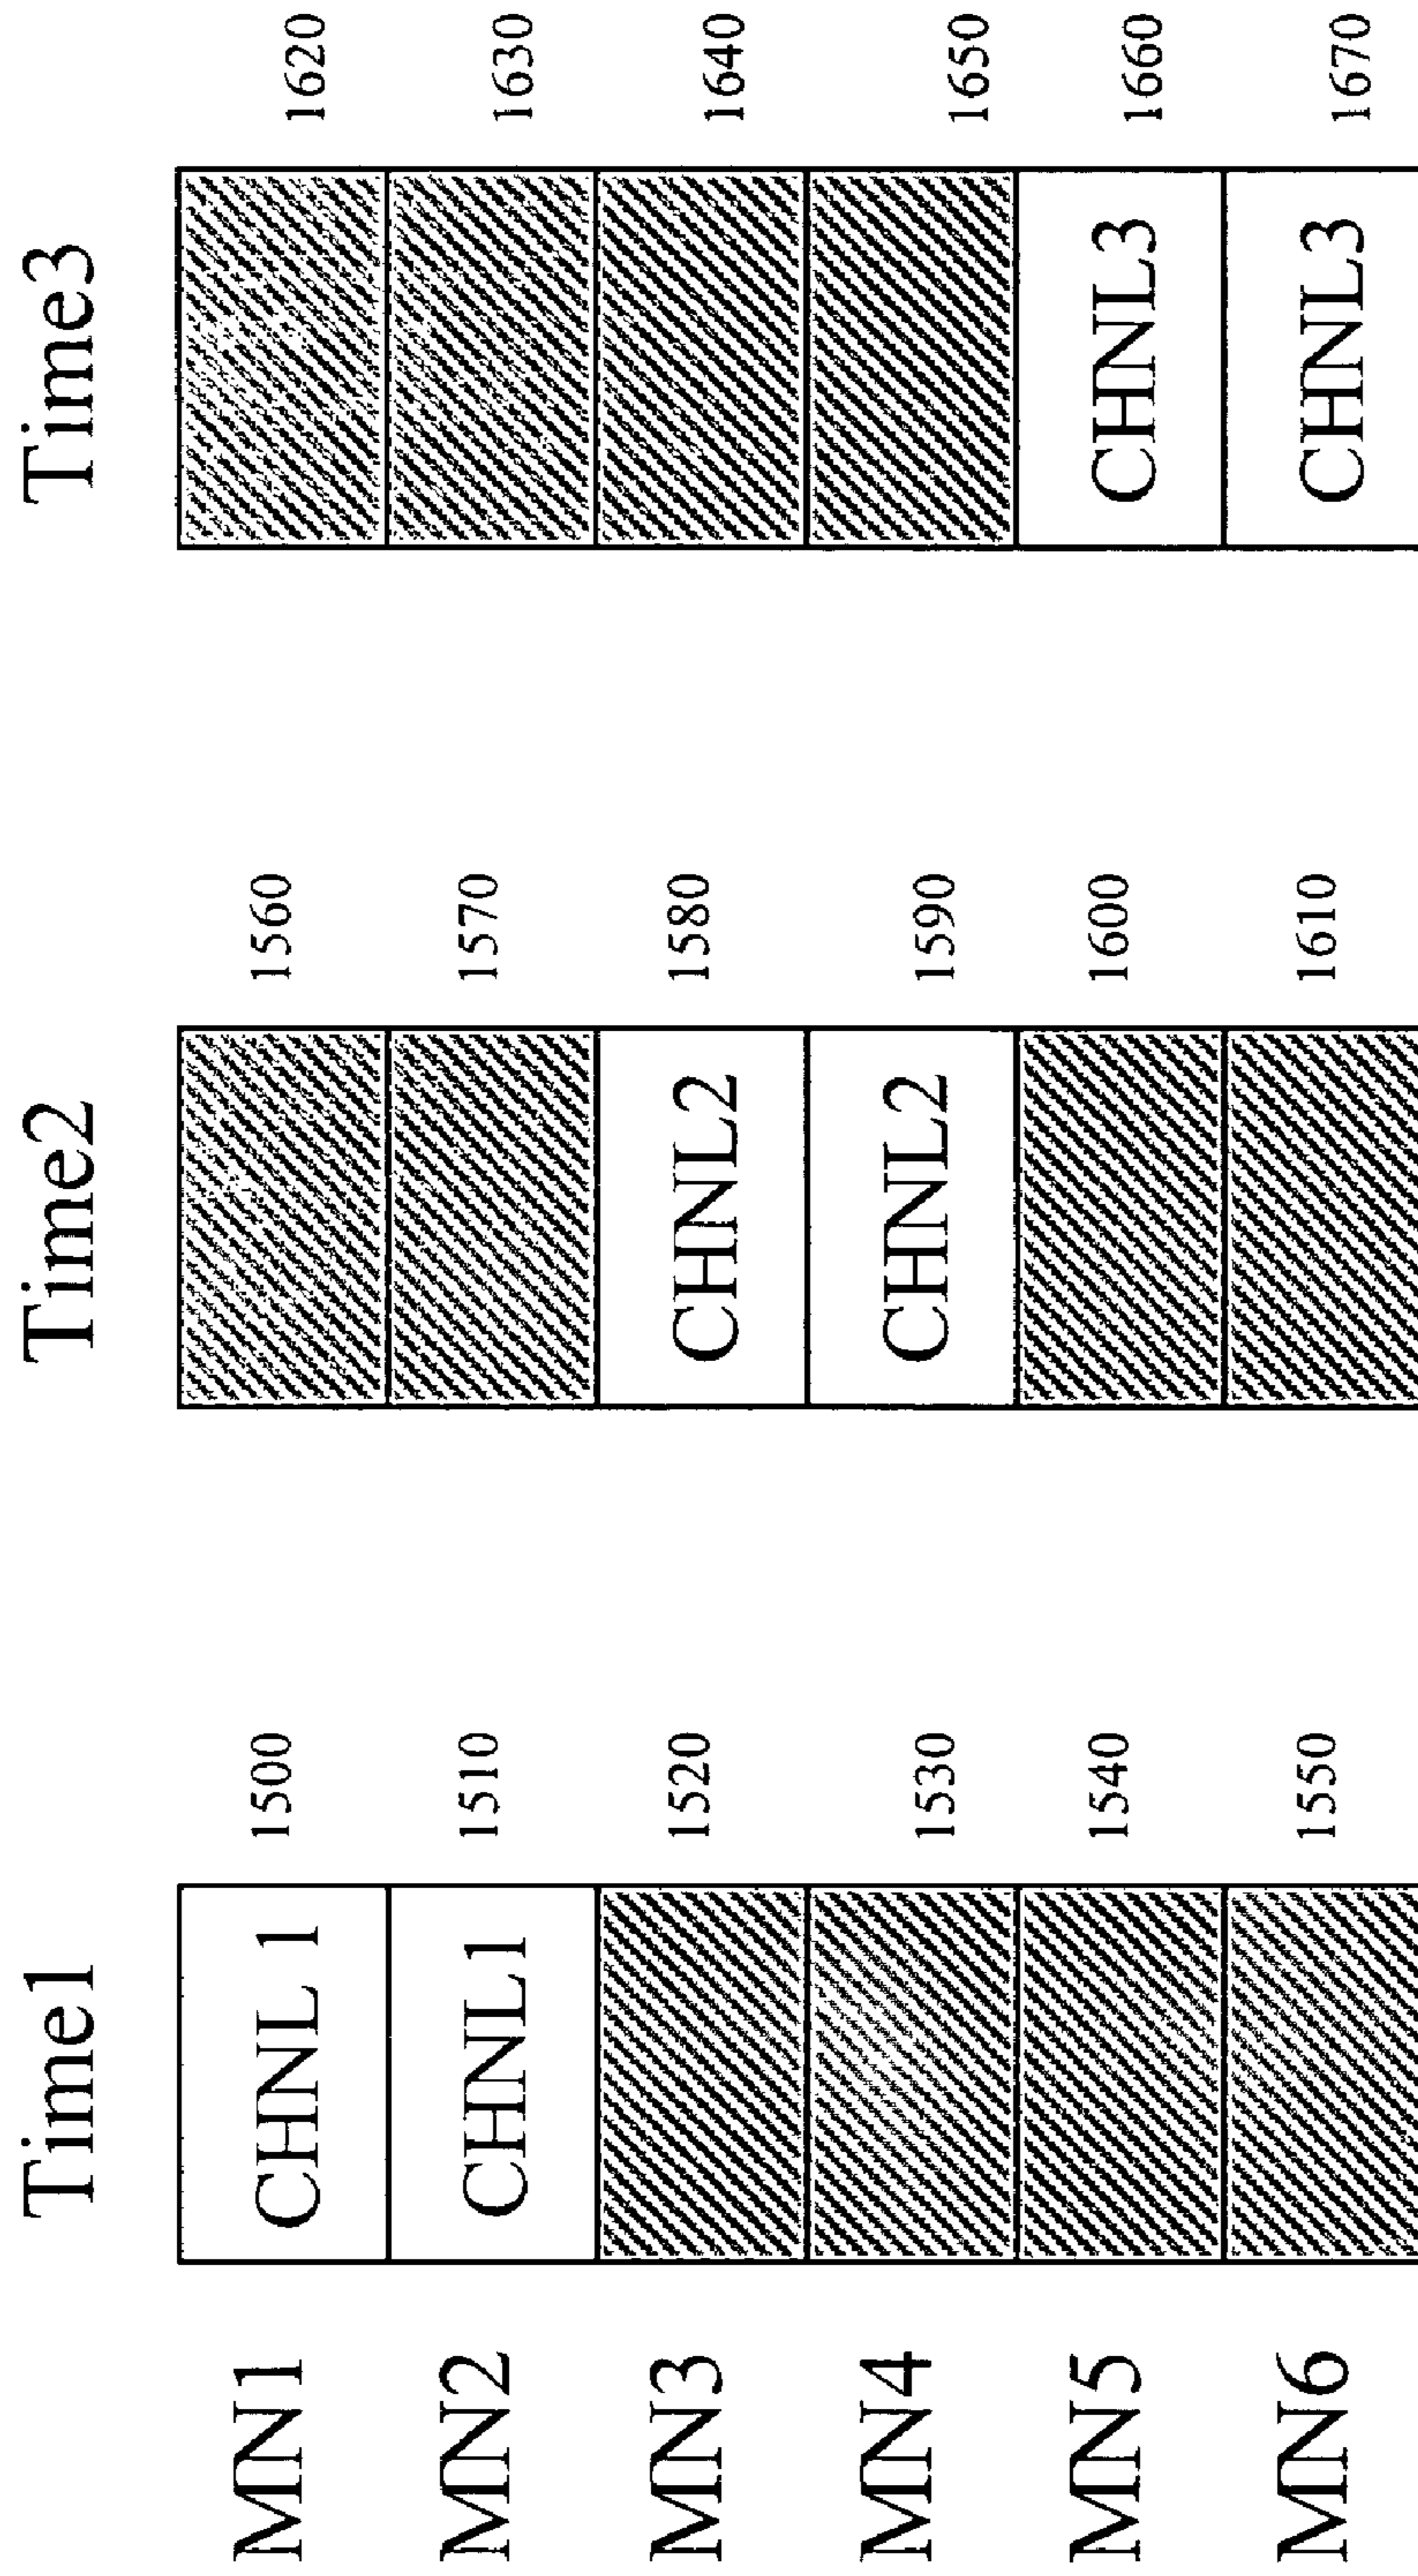 Time1 Time2 Time3
MN1 CHNL 1 1500 1560 1620
MN2 CHNL1 1510 1570 1630
MN3 1520 CHNL2 1580 1640
MN4 1530 CHNL2 1590 1650
MN5 1540 1600 CHNL3 1660
MN6 1550 1610 CHNL3 1670